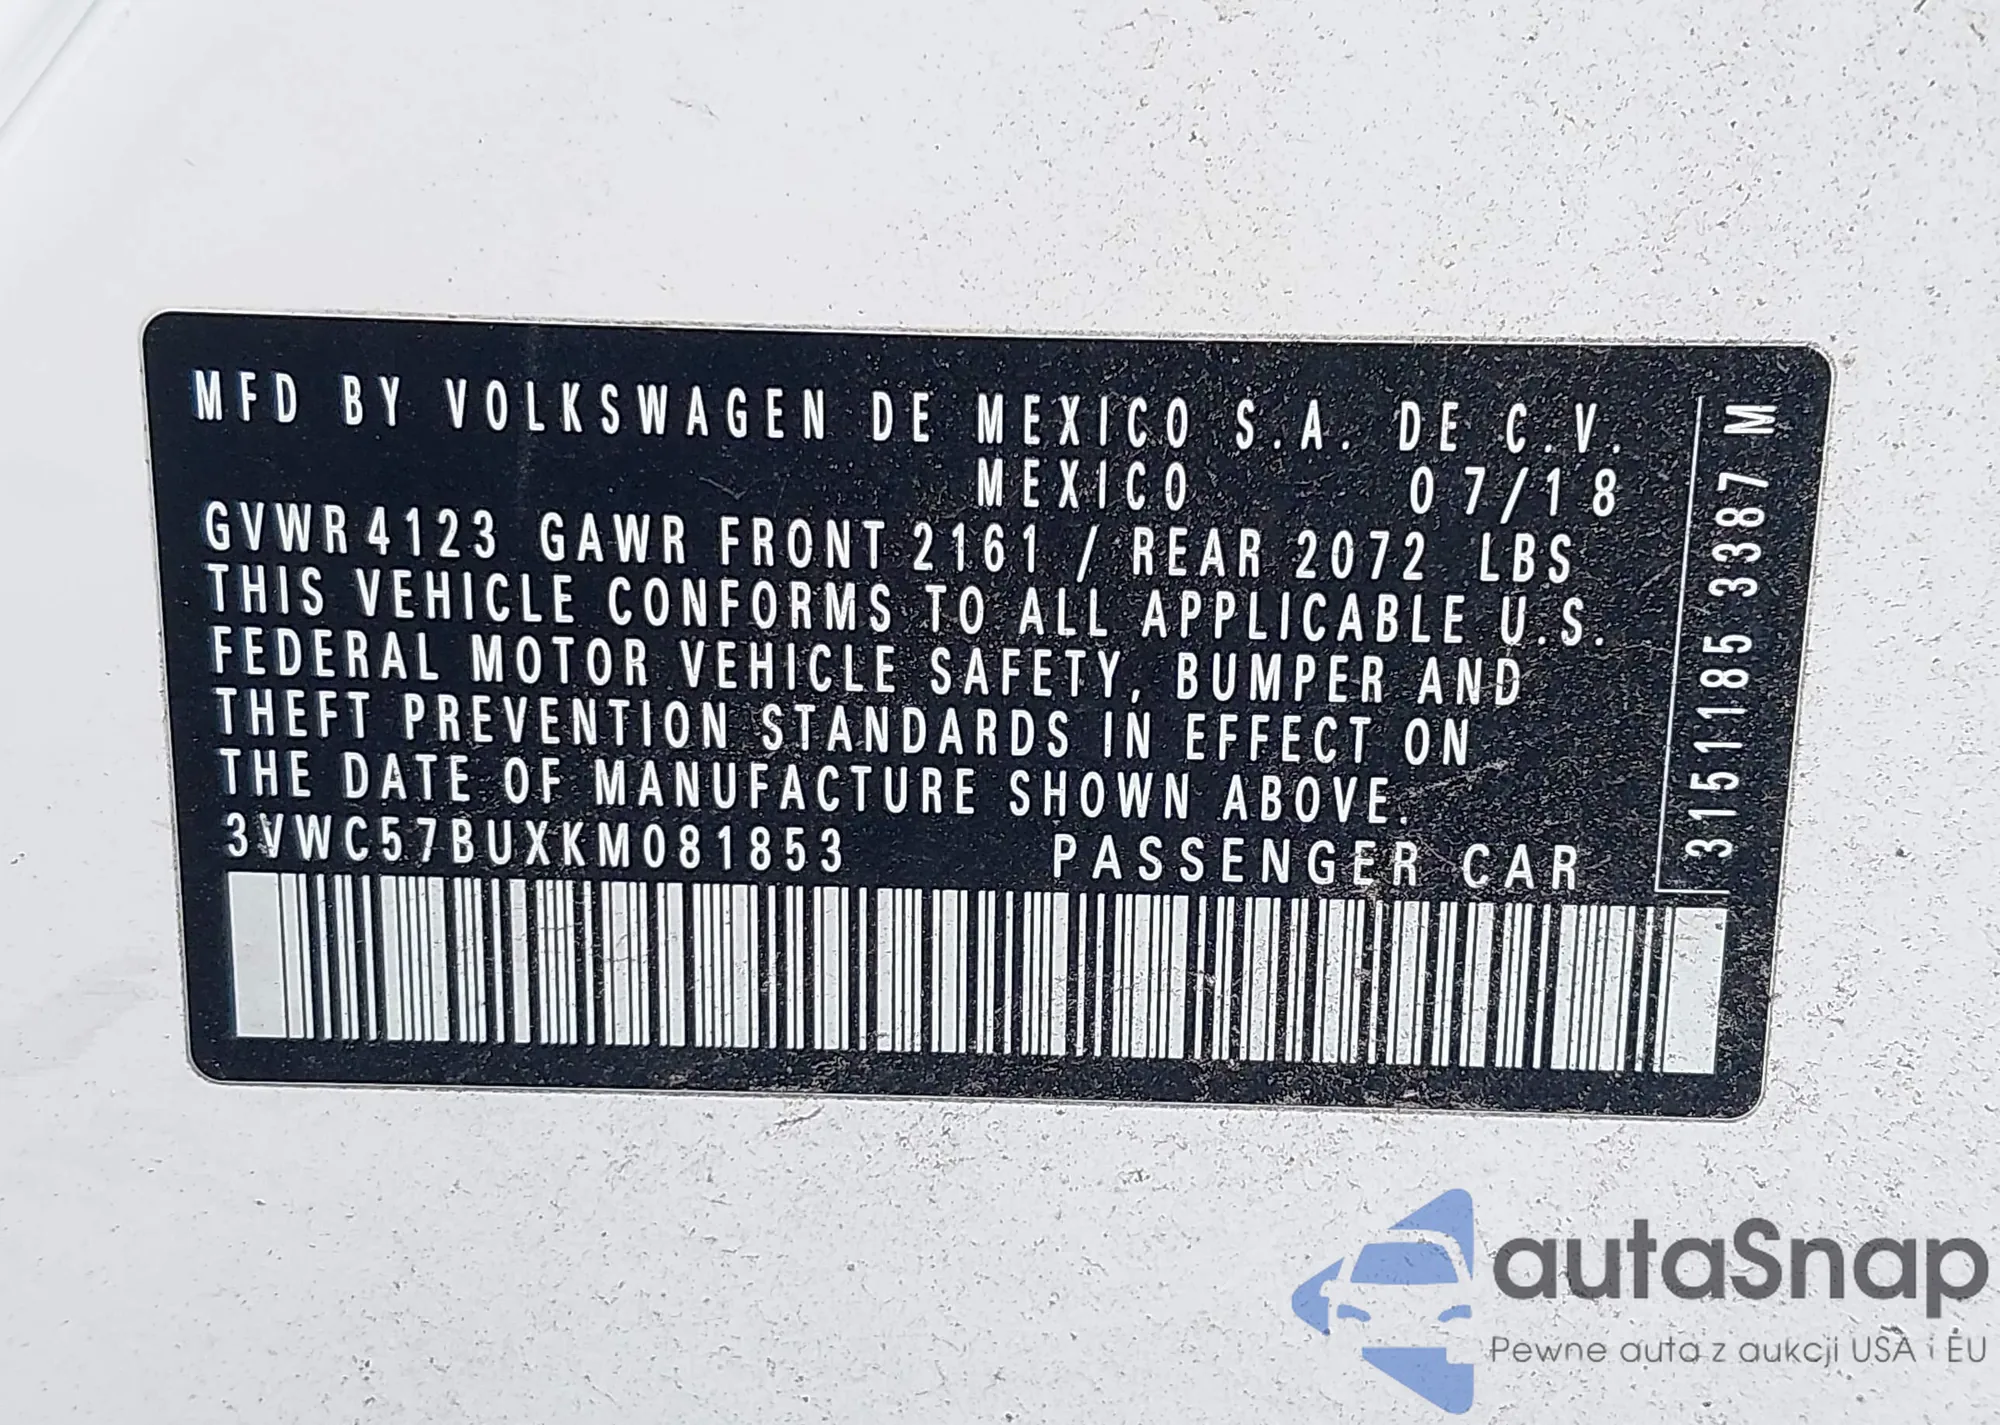 MFD BY VOLKSWAGEN DE MEXICO S.A. DE C.V.
MEXICO 07/18
GVWR 4123 GAWR FRONT 2161 / REAR 2072 LBS
THIS VEHICLE CONFORMS TO ALL APPLICABLE U.S.
FEDERAL MOTOR VEHICLE SAFETY, BUMPER AND
THEFT PREVENTION STANDARDS IN EFFECT ON
THE DATE OF MANUFACTURE SHOWN ABOVE.
3VWC57BUXKM081853 PASSENGER CAR
3151185 3387 M
autaSnap
Pewne auta z aukcji USA i EU